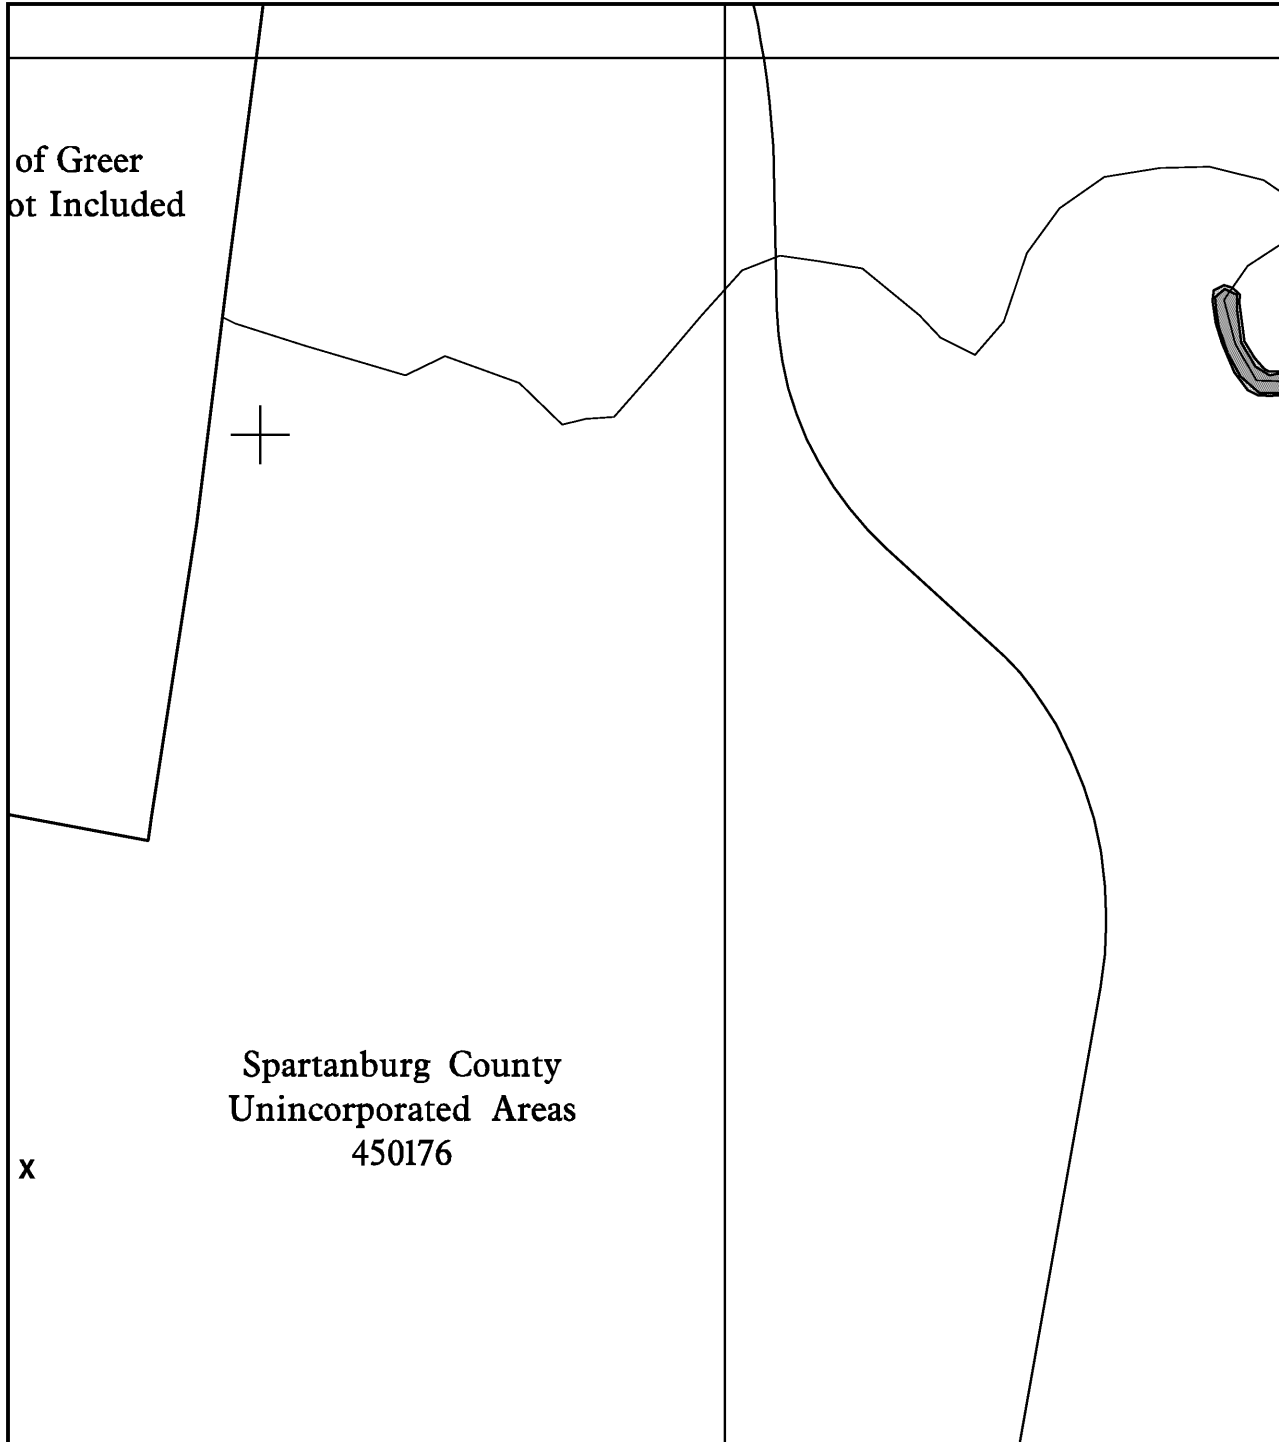 of Greer
ot Included
Spartanburg County
Unincorporated Areas
450176
X